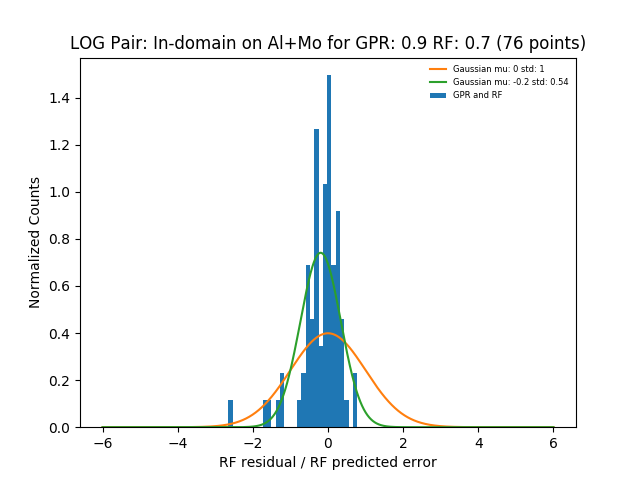 LOG Pair: In-domain on Al+Mo for GPR: 0.9 RF: 0.7 (76 points)
Gaussian mu: 0 std: 1
Gaussian mu: -0.2 std: 0.54
GPR and RF
Normalized Counts
1.4
1.2
1.0
0.8
0.6
0.4
0.2
0.0
−6 −4 −2 0 2 4 6
RF residual / RF predicted error